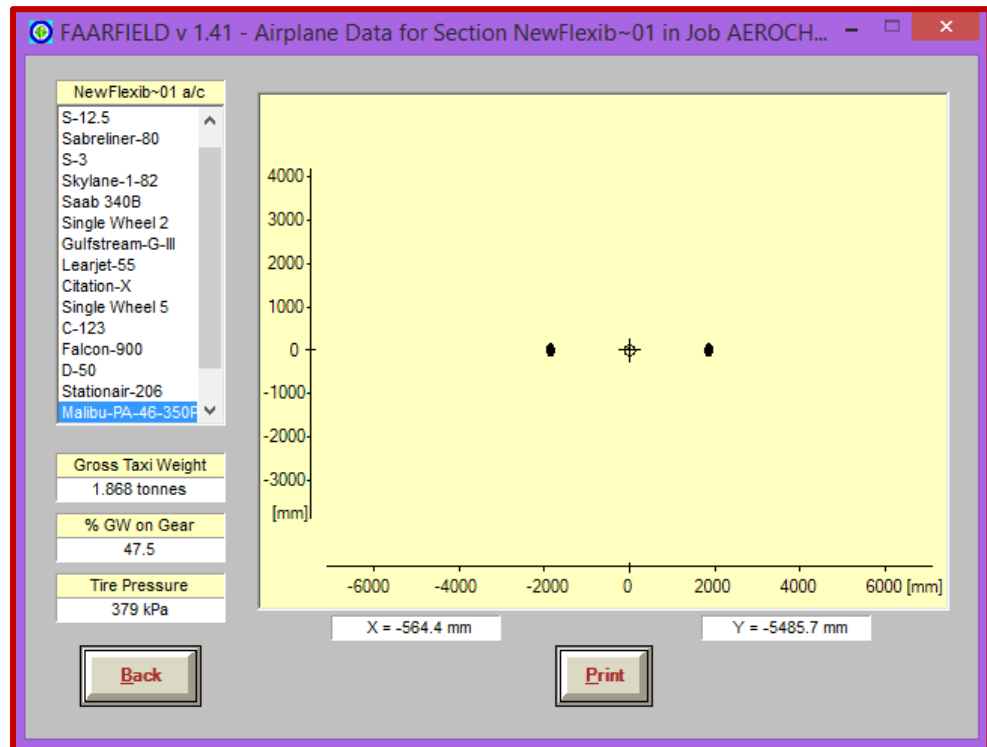 FAARFIELD v 1.41 - Airplane Data for Section NewFlexib~01 in Job AEROCH...
NewFlexib~01 a/c
S-12.5
Sabreliner-80
S-3
Skylane-1-82
Saab 340B
Single Wheel 2
Gulfstream-G-III
Learjet-55
Citation-X
Single Wheel 5
C-123
Falcon-900
D-50
Stationair-206
Malibu-PA-46-350P
Gross Taxi Weight
1.868 tonnes
% GW on Gear
47.5
Tire Pressure
379 kPa
4000
3000
2000
1000
0
-1000
-2000
-3000
[mm]
-6000 -4000 -2000 0 2000 4000 6000 [mm]
X = -564.4 mm Y = -5485.7 mm
Back Print